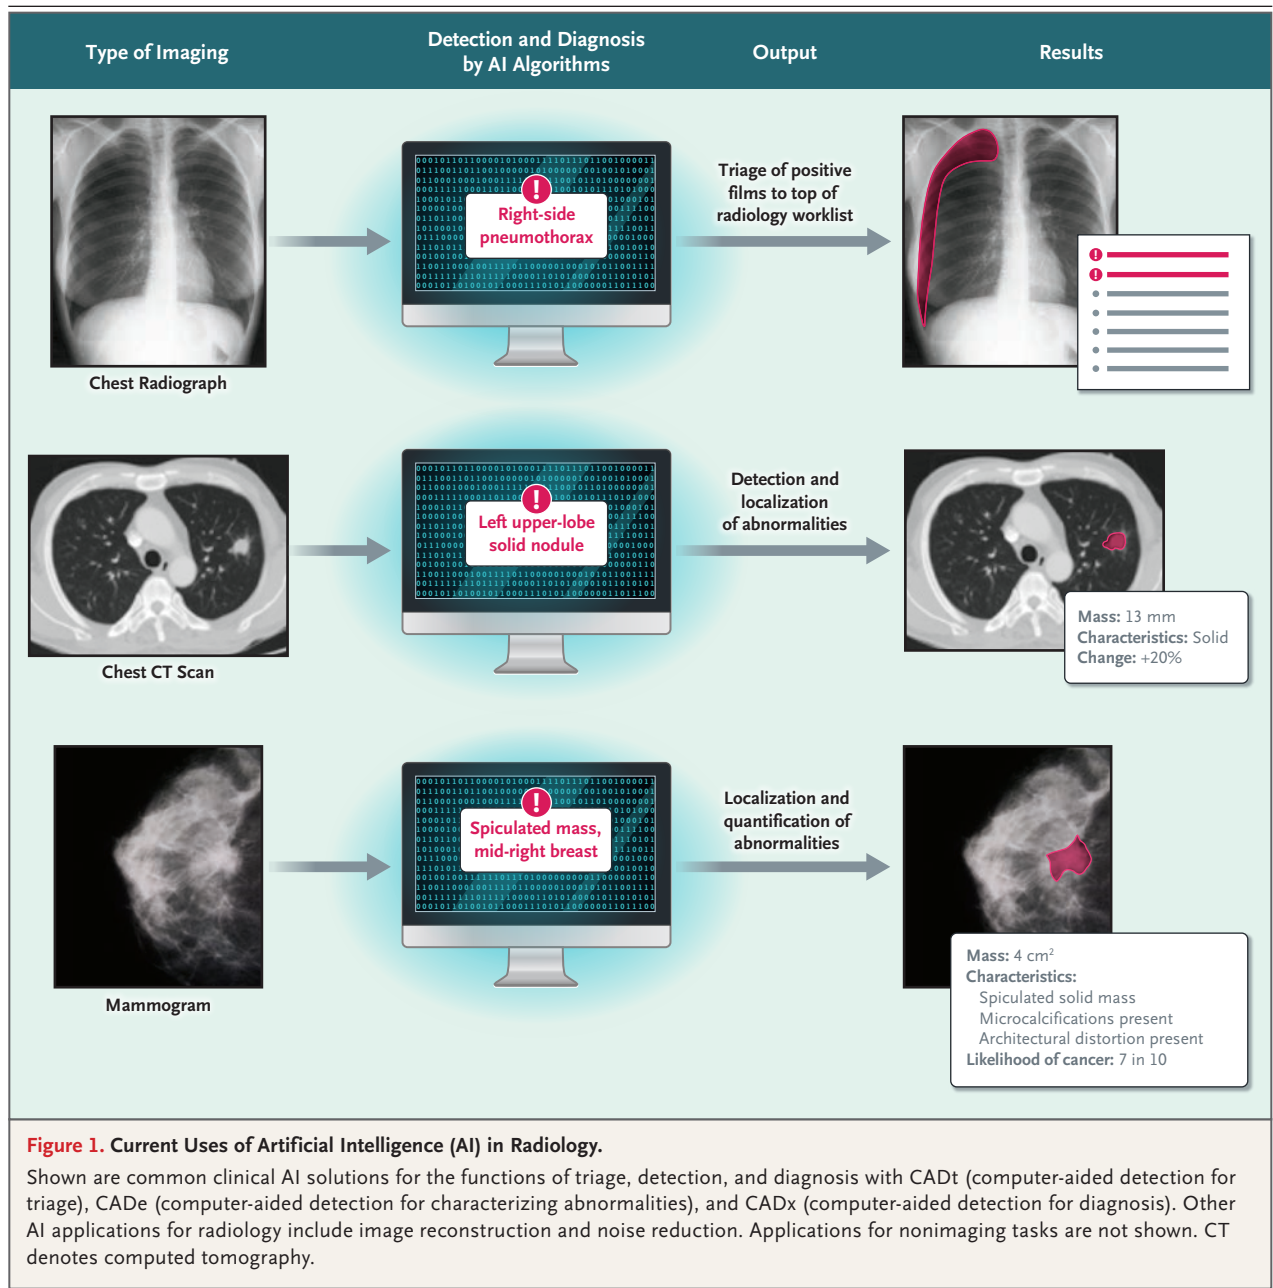 Type of Imaging
Detection and Diagnosis
by AI Algorithms
Output
Results
Right-side
pneumothorax
Triage of positive
films to top of
radiology worklist
Chest Radiograph
Left upper-lobe
solid nodule
Detection and
localization
of abnormalities
Mass: 13 mm
Characteristics: Solid
Change: +20%
Chest CT Scan
Spiculated mass,
mid-right breast
Localization and
quantification of
abnormalities
Mass: 4 cm²
Characteristics:
Spiculated solid mass
Microcalcifications present
Architectural distortion present
Likelihood of cancer: 7 in 10
Mammogram
Figure 1. Current Uses of Artificial Intelligence (AI) in Radiology.
Shown are common clinical AI solutions for the functions of triage, detection, and diagnosis with CADt (computer-aided detection for
triage), CADe (computer-aided detection for characterizing abnormalities), and CADx (computer-aided detection for diagnosis). Other
AI applications for radiology include image reconstruction and noise reduction. Applications for nonimaging tasks are not shown. CT
denotes computed tomography.